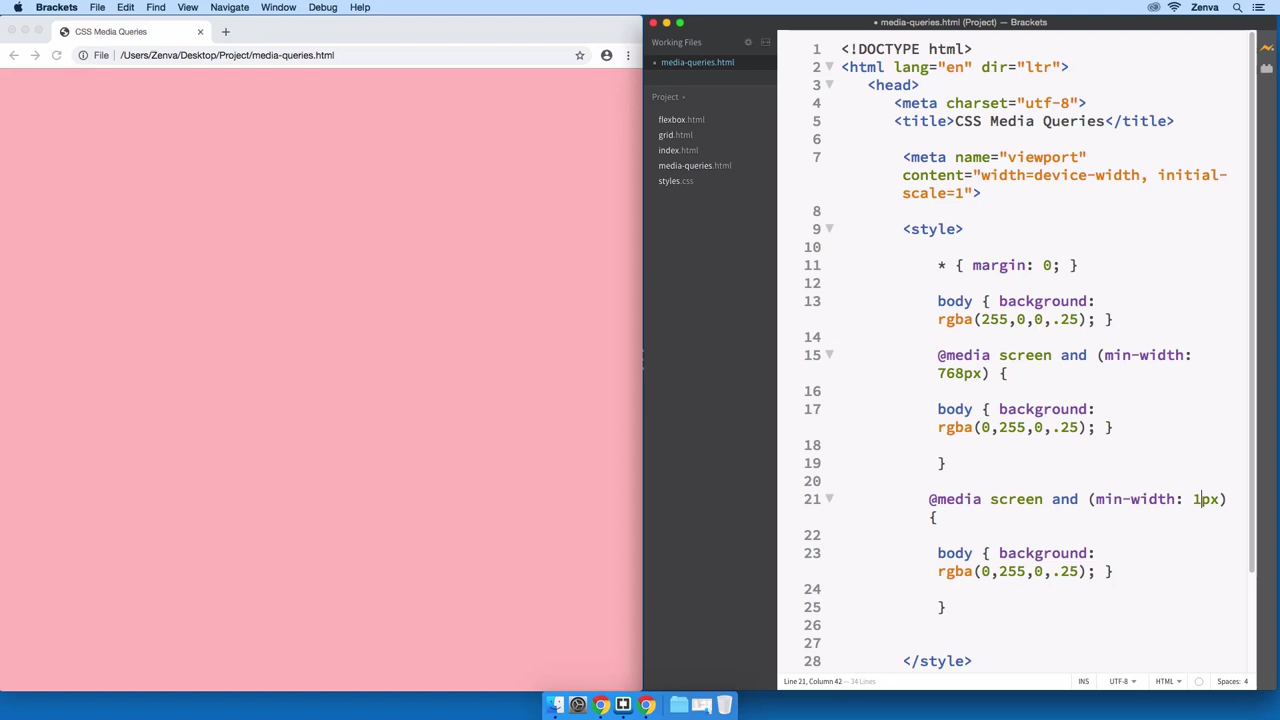 Brackets File Edit Find View Navigate Window Debug Help Zenva
CSS Media Queries
File /Users/Zenva/Desktop/Project/media-queries.html
• media-queries.html (Project) — Brackets
Working Files
• media-queries.html
Project
flexbox.html
grid.html
index.html
media-queries.html
styles.css
1 <!DOCTYPE html>
2 <html lang="en" dir="ltr">
3 <head>
4 <meta charset="utf-8">
5 <title>CSS Media Queries</title>
6
7 <meta name="viewport"
content="width=device-width, initial-
scale=1">
8
9 <style>
10
11 * { margin: 0; }
12
13 body { background:
rgba(255,0,0,.25); }
14
15 @media screen and (min-width:
768px) {
16
17 body { background:
rgba(0,255,0,.25); }
18
19 }
20
21 @media screen and (min-width: 1px)
{
22
23 body { background:
rgba(0,255,0,.25); }
24
25 }
26
27
28 </style>
Line 21, Column 42 — 34 Lines INS UTF-8 HTML Spaces: 4